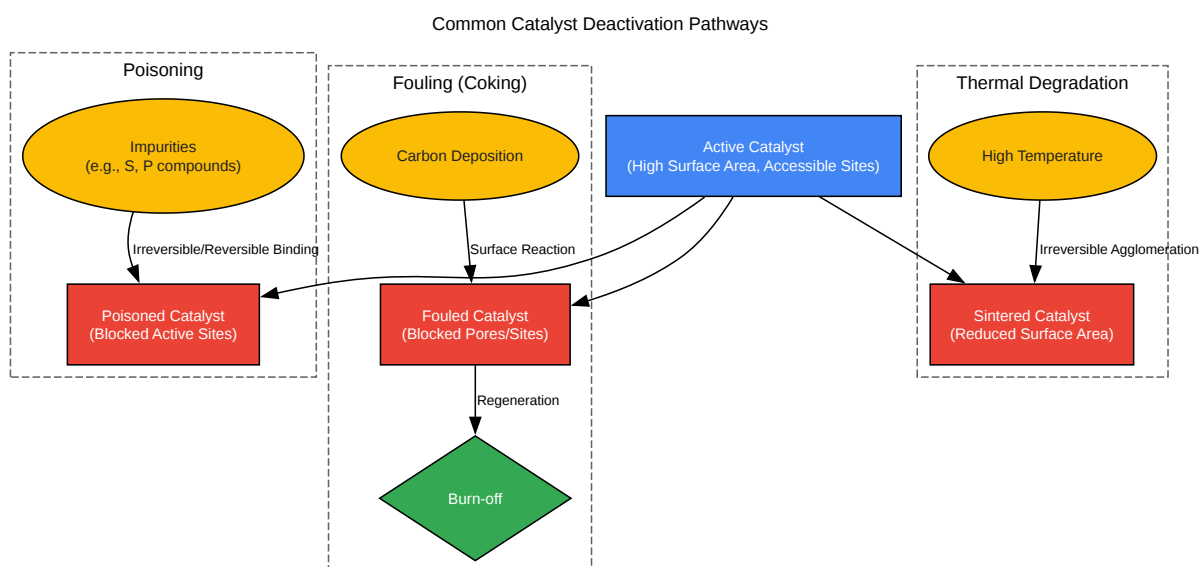 Common Catalyst Deactivation Pathways
Poisoning
Impurities
(e.g., S, P compounds)
Irreversible/Reversible Binding
Poisoned Catalyst
(Blocked Active Sites)
Fouling (Coking)
Carbon Deposition
Surface Reaction
Fouled Catalyst
(Blocked Pores/Sites)
Regeneration
Burn-off
Active Catalyst
(High Surface Area, Accessible Sites)
Thermal Degradation
High Temperature
Irreversible Agglomeration
Sintered Catalyst
(Reduced Surface Area)